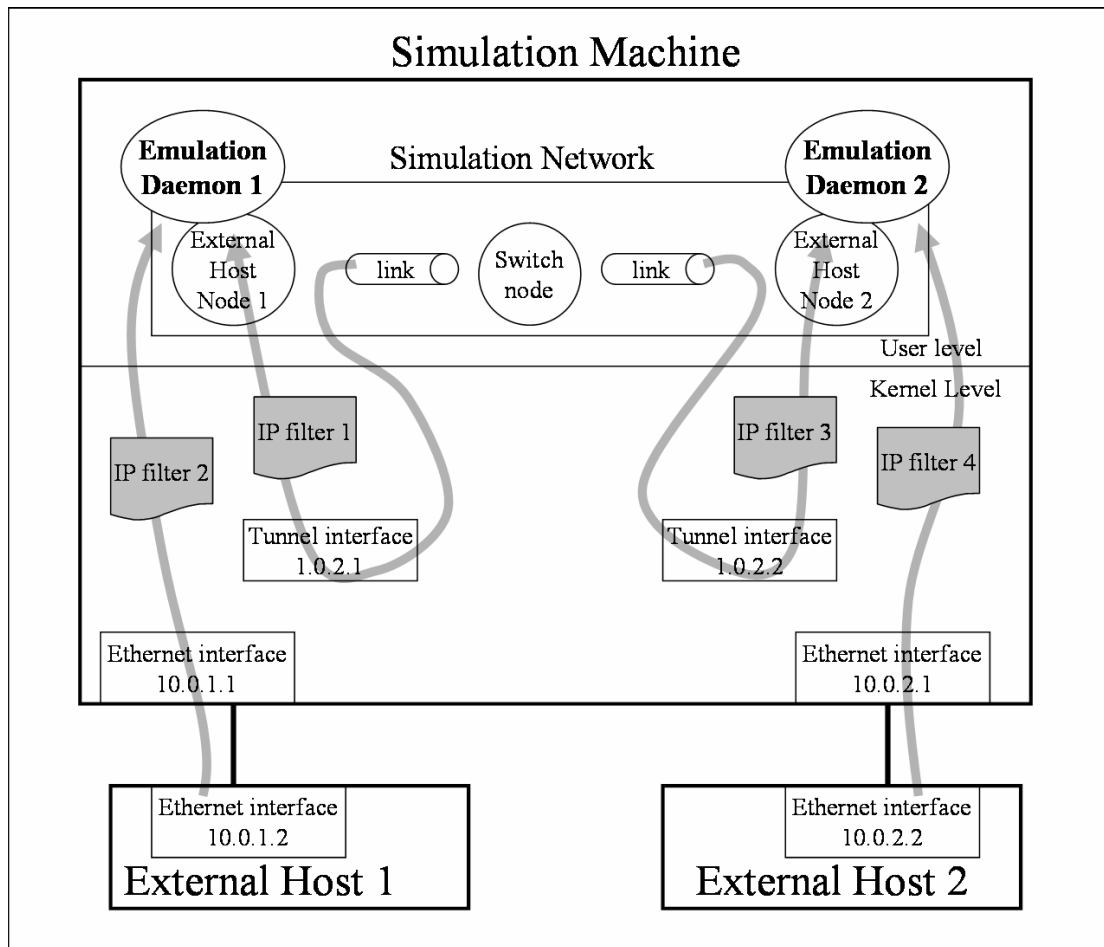 Simulation Machine
Emulation
Daemon 1
Simulation Network
Emulation
Daemon 2
External
Host
Node 1
link
Switch
node
link
External
Host
Node 2
User level
Kernel Level
IP filter 1
IP filter 2
IP filter 3
IP filter 4
Tunnel interface
1.0.2.1
Tunnel interface
1.0.2.2
Ethernet interface
10.0.1.1
Ethernet interface
10.0.2.1
Ethernet interface
10.0.1.2
External Host 1
Ethernet interface
10.0.2.2
External Host 2